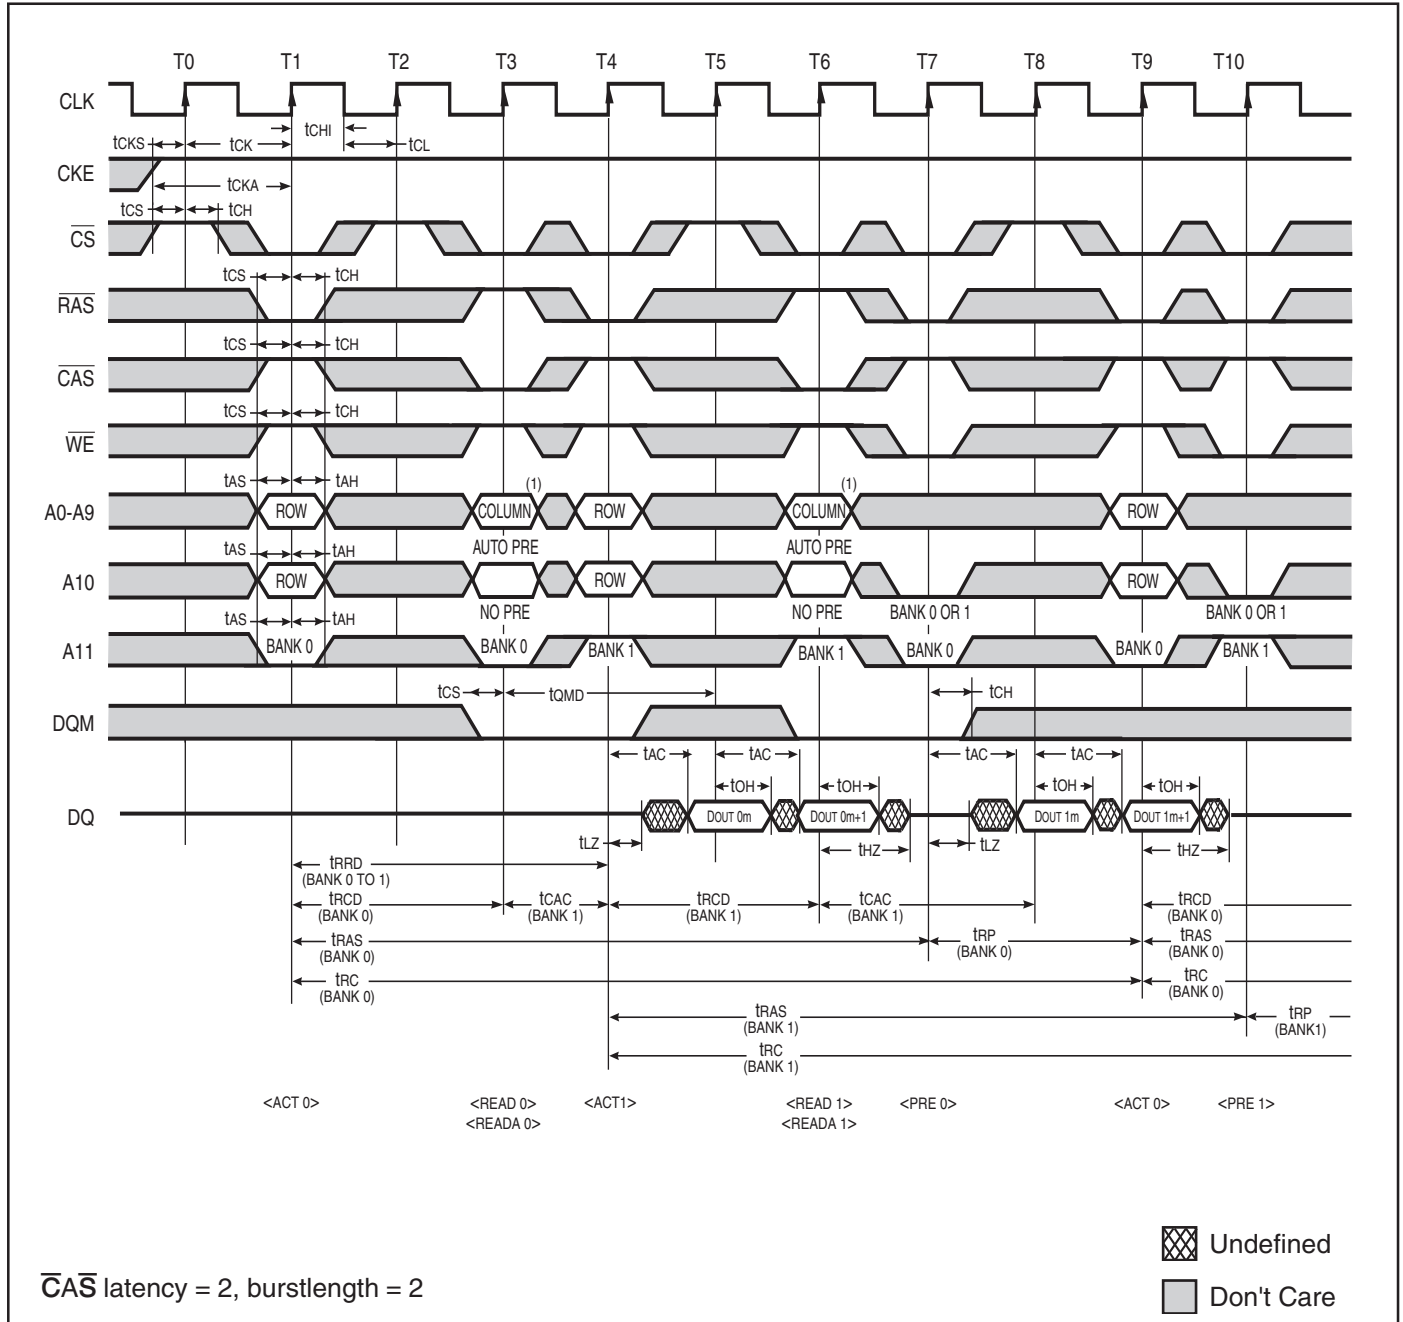 T0 T1 T2 T3 T4 T5 T6 T7 T8 T9 T10
CLK
tCHI
tCKS tCK tCL
CKE
tCKA
tCS tCH
CS
tCS tCH
RAS
tCS tCH
CAS
tCS tCH
WE
tAS tAH (1) (1)
A0-A9 ROW COLUMN ROW COLUMN ROW
AUTO PRE AUTO PRE
tAS tAH
A10 ROW ROW ROW
NO PRE NO PRE BANK 0 OR 1 BANK 0 OR 1
tAS tAH
A11 BANK 0 BANK 0 BANK 1 BANK 1 BANK 0 BANK 0 BANK 1
tCS tQMD tCH
DQM
tAC tAC tAC tAC
tOH tOH tOH tOH
DQ DOUT 0m DOUT 0m+1 DOUT 1m DOUT 1m+1
tLZ tHZ tLZ tHZ
tRRD
(BANK 0 TO 1)
tRCD tCAC tRCD tCAC tRCD
(BANK 0) (BANK 1) (BANK 1) (BANK 1) (BANK 0)
tRAS tRP tRAS
(BANK 0) (BANK 0) (BANK 0)
tRC tRC
(BANK 0) (BANK 0)
tRAS tRP
(BANK 1) (BANK1)
tRC
(BANK 1)
<ACT 0> <READ 0> <ACT1> <READ 1> <PRE 0> <ACT 0> <PRE 1>
<READA 0> <READA 1>
Undefined
CAS latency = 2, burstlength = 2
Don't Care